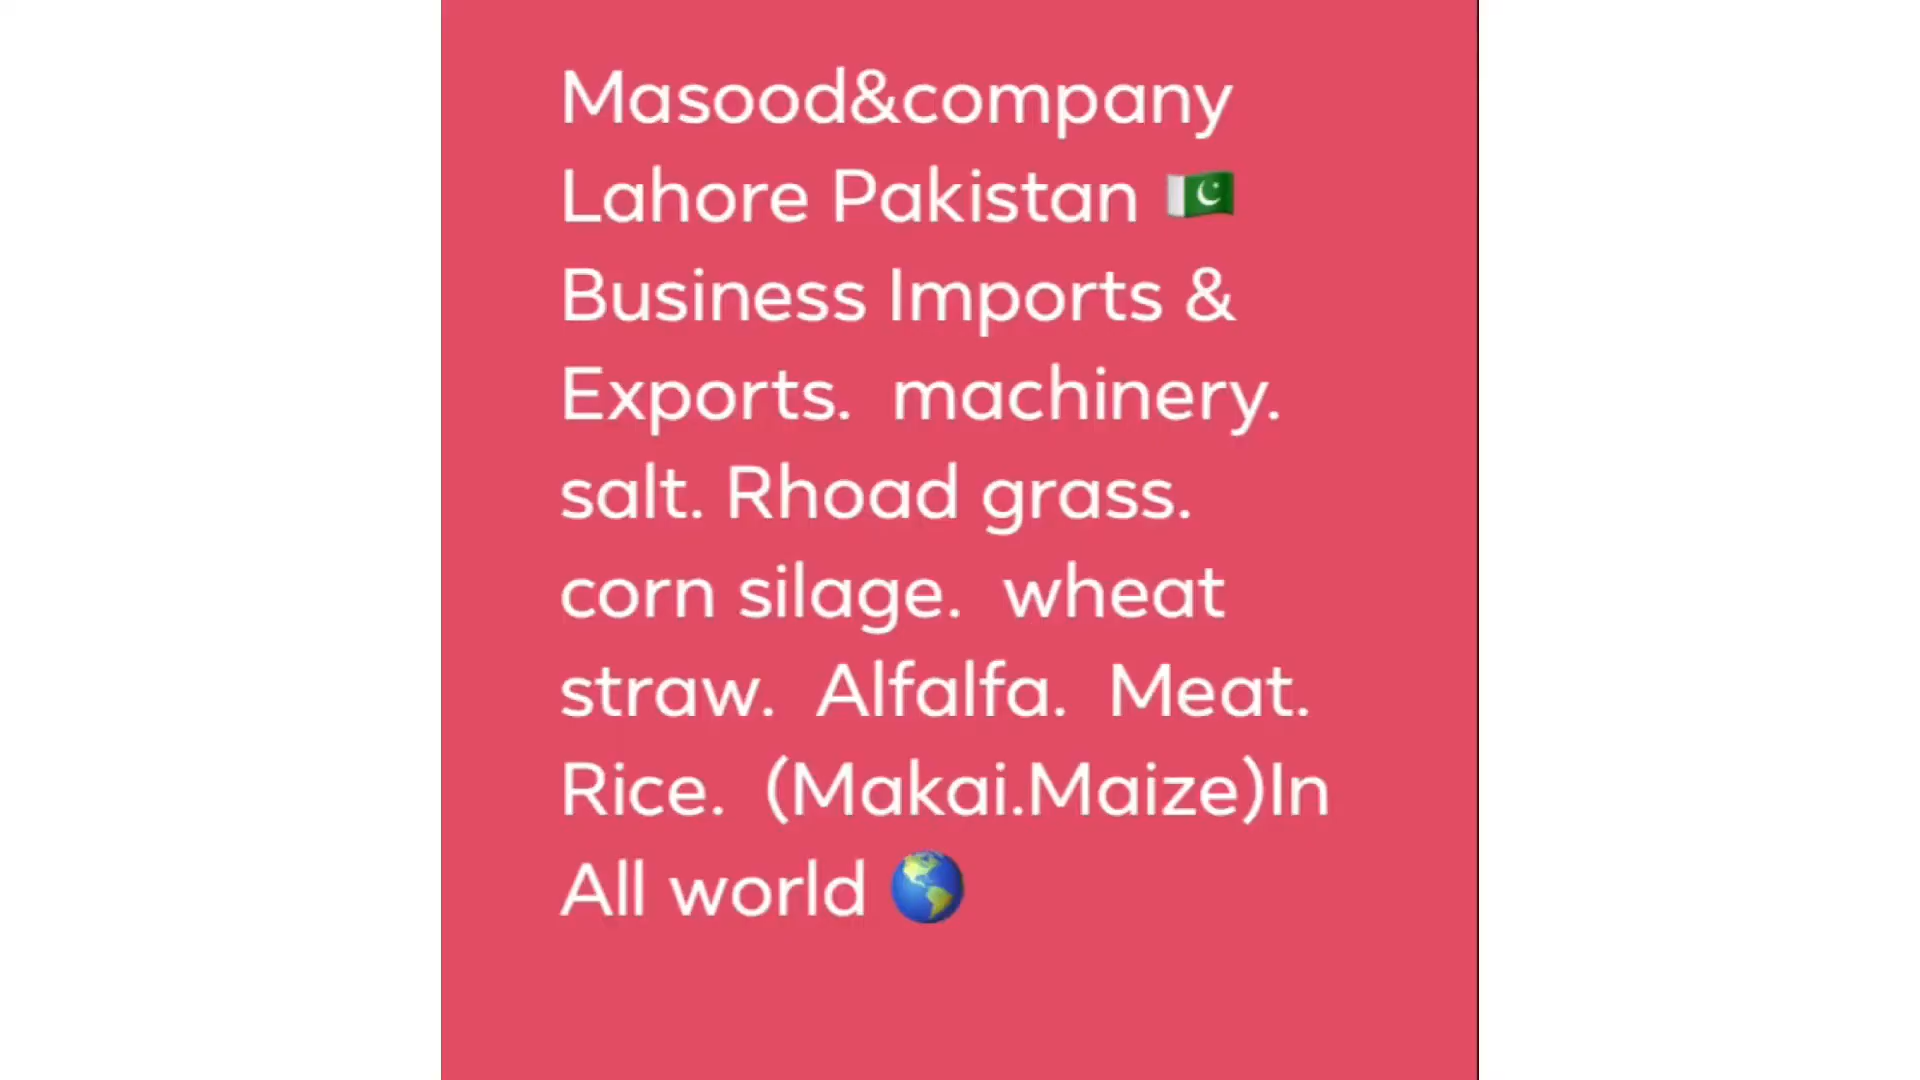 Masood&company
Lahore Pakistan 🇵🇰
Business Imports &
Exports.  machinery.
salt. Rhoad grass.
corn silage.  wheat
straw.  Alfalfa.  Meat.
Rice.  (Makai.Maize)In
All world 🌎